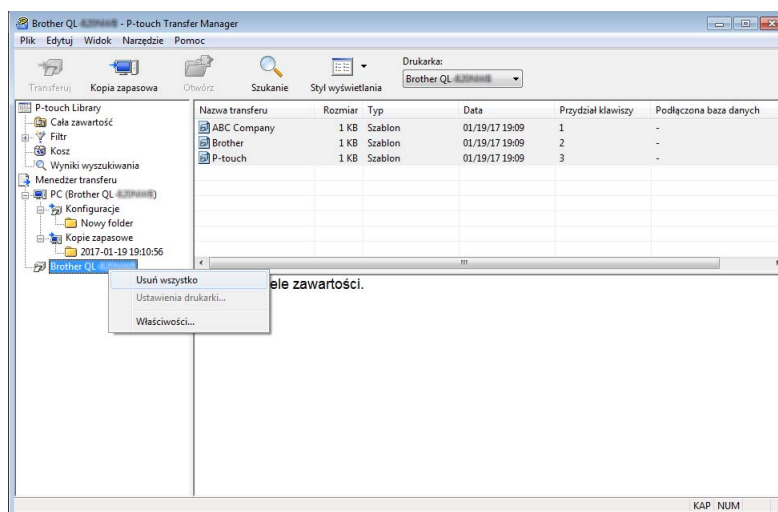 Brother QL - P-touch Transfer Manager
Plik Edytuj Widok Narzędzie Pomoc
Transferuj Kopia zapasowa Otwórz Szukanie Styl wyświetlania
Drukarka:
Brother QL
P-touch Library
Cała zawartość
Filtr
Kosz
Wyniki wyszukiwania
Menedżer transferu
PC (Brother QL )
Konfiguracje
Nowy folder
Kopie zapasowe
2017-01-19 19:10:56
Brother QL
Nazwa transferu Rozmiar Typ Data Przydział klawiszy Podłączona baza danych
ABC Company 1 KB Szablon 01/19/17 19:09 1 -
Brother 1 KB Szablon 01/19/17 19:09 2 -
P-touch 1 KB Szablon 01/19/17 19:09 3 -
ele zawartości.
Usuń wszystko
Ustawienia drukarki...
Właściwości...
KAP NUM